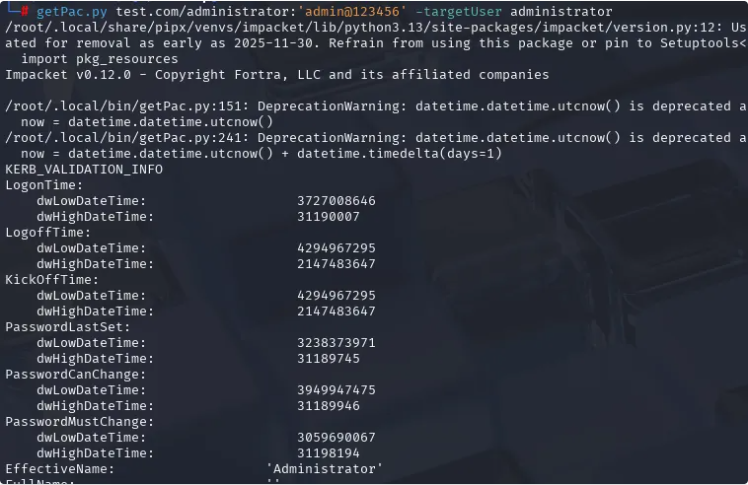 └─# getPac.py test.com/administrator:'admin@123456' -targetUser administrator
/root/.local/share/pipx/venvs/impacket/lib/python3.13/site-packages/impacket/version.py:12: Us
ated for removal as early as 2025-11-30. Refrain from using this package or pin to Setuptools<
  import pkg_resources
Impacket v0.12.0 - Copyright Fortra, LLC and its affiliated companies

/root/.local/bin/getPac.py:151: DeprecationWarning: datetime.datetime.utcnow() is deprecated a
  now = datetime.datetime.utcnow()
/root/.local/bin/getPac.py:241: DeprecationWarning: datetime.datetime.utcnow() is deprecated a
  now = datetime.datetime.utcnow() + datetime.timedelta(days=1)
KERB_VALIDATION_INFO
LogonTime:
    dwLowDateTime:                   3727008646
    dwHighDateTime:                  31190007
LogoffTime:
    dwLowDateTime:                   4294967295
    dwHighDateTime:                  2147483647
KickOffTime:
    dwLowDateTime:                   4294967295
    dwHighDateTime:                  2147483647
PasswordLastSet:
    dwLowDateTime:                   3238373971
    dwHighDateTime:                  31189745
PasswordCanChange:
    dwLowDateTime:                   3949947475
    dwHighDateTime:                  31189946
PasswordMustChange:
    dwLowDateTime:                   3059690067
    dwHighDateTime:                  31198194
EffectiveName:                   'Administrator'
FullName:                        ''